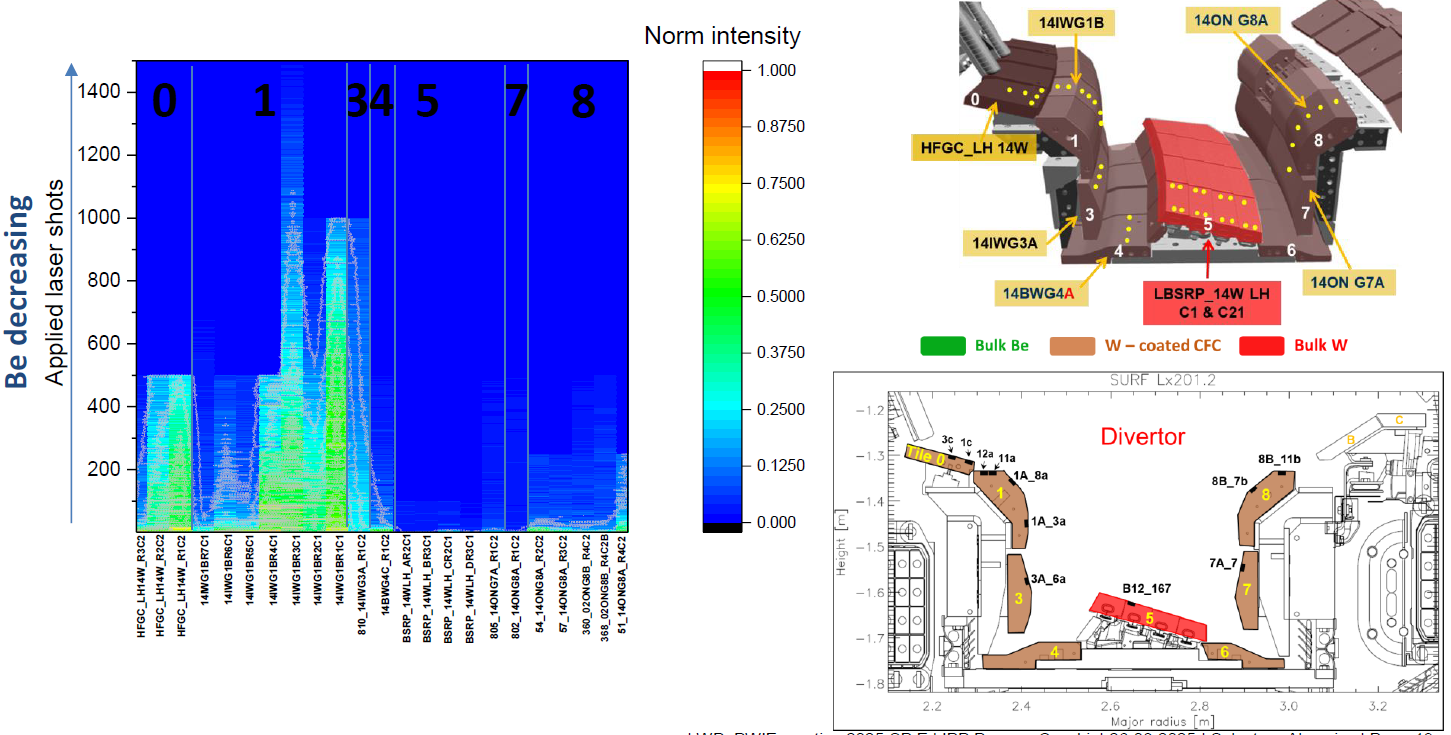 Norm intensity
Be decreasing
Applied laser shots
1400
1200
1000
800
600
400
200
0
1
3
4
5
7
8
HFGC_LH14W_R3C2
HFGC_LH14W_R2C2
HFGC_LH14W_R1C2
14IWG1BR7C1
14IWG1BR6C1
14IWG1BR5C1
14IWG1BR4C1
14IWG1BR3C1
14IWG1BR2C1
14IWG1BR1C1
810_14IWG3A_R1C2
14BWG4C_R1C2
BSRP_14WLH_AR2C1
BSRP_14WLH_BR3C1
BSRP_14WLH_CR2C1
BSRP_14WLH_DR3C1
805_14ONG7A_R1C2
802_14ONG8A_R1C2
54_14ONG8A_R2C2
57_14ONG8A_R3C2
360_02ONG8B_R4C2
368_02ONG8B_R4C2B
51_14ONG8A_R4C2
1.000
0.8750
0.7500
0.6250
0.5000
0.3750
0.2500
0.1250
0.000
14IWG1B
14ON G8A
0
HFGC_LH 14W
1
8
3
5
7
14IWG3A
4
6
14BWG4A
LBSRP_14W LH
C1 & C21
14ON G7A
Bulk Be
W – coated CFC
Bulk W
SURF Lx201.2
Divertor
Height [m]
-1.2
-1.3
-1.4
-1.5
-1.6
-1.7
-1.8
Tile 0
3c
1c
12a
11a
1A_8a
1
1A_3a
3A_6a
3
B12_167
5
4
6
8B_11b
8B_7b
8
7A_7
7
B
C
2.2
2.4
2.6
2.8
3.0
3.2
Major radius [m]